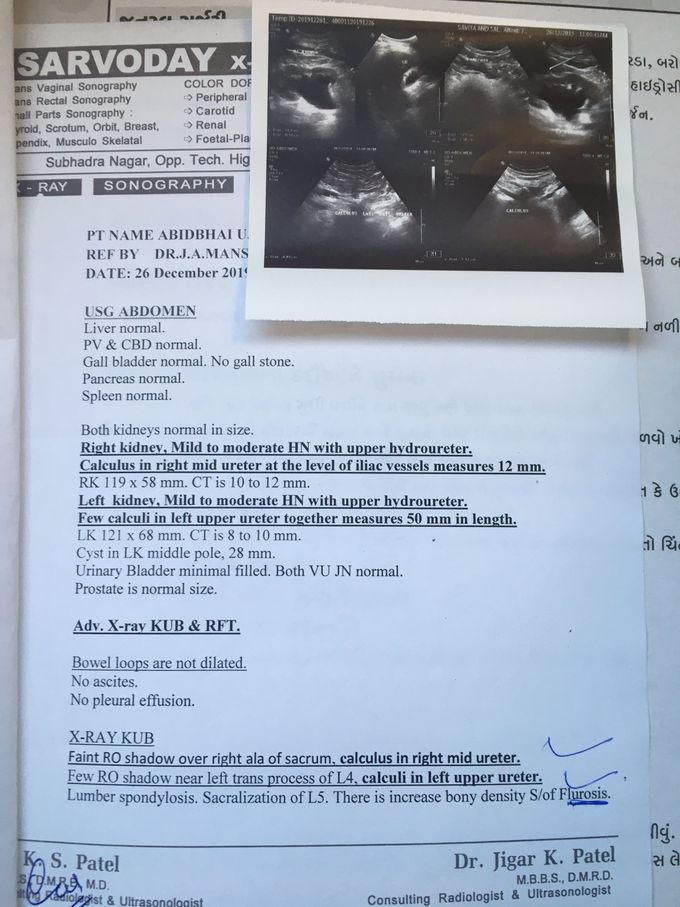 SARVODAY X-
ans Vaginal Sonography
ans Rectal Sonography
mall Parts Sonography :
yroid, Scrotum, Orbit, Breast,
pendix, Musculo Skelatal
COLOR DOP
⇨ Peripheral
⇨ Carotid
⇨ Renal
⇨ Foetal-Pla
Subhadra Nagar, Opp. Tech. Hig
X - RAY SONOGRAPHY
CALCULUS
CALCULUS
PT NAME ABIDBHAI U.
REF BY DR.J.A.MANS
DATE: 26 December 2019
USG ABDOMEN
Liver normal.
PV & CBD normal.
Gall bladder normal. No gall stone.
Pancreas normal.
Spleen normal.
Both kidneys normal in size.
Right kidney, Mild to moderate HN with upper hydroureter.
Calculus in right mid ureter at the level of iliac vessels measures 12 mm.
RK 119 x 58 mm. CT is 10 to 12 mm.
Left kidney, Mild to moderate HN with upper hydroureter.
Few calculi in left upper ureter together measures 50 mm in length.
LK 121 x 68 mm. CT is 8 to 10 mm.
Cyst in LK middle pole, 28 mm.
Urinary Bladder minimal filled. Both VU JN normal.
Prostate is normal size.
Adv. X-ray KUB & RFT.
Bowel loops are not dilated.
No ascites.
No pleural effusion.
X-RAY KUB
Faint RO shadow over right ala of sacrum, calculus in right mid ureter.
Few RO shadow near left trans process of L4, calculi in left upper ureter.
Lumber spondylosis. Sacralization of L5. There is increase bony density S/of Flurosis.
K. S. Patel
D.M.R.E, M.D.
Radiologist & Ultrasonologist
Dr. Jigar K. Patel
M.B.B.S., D.M.R.D.
Consulting Radiologist & Ultrasonologist